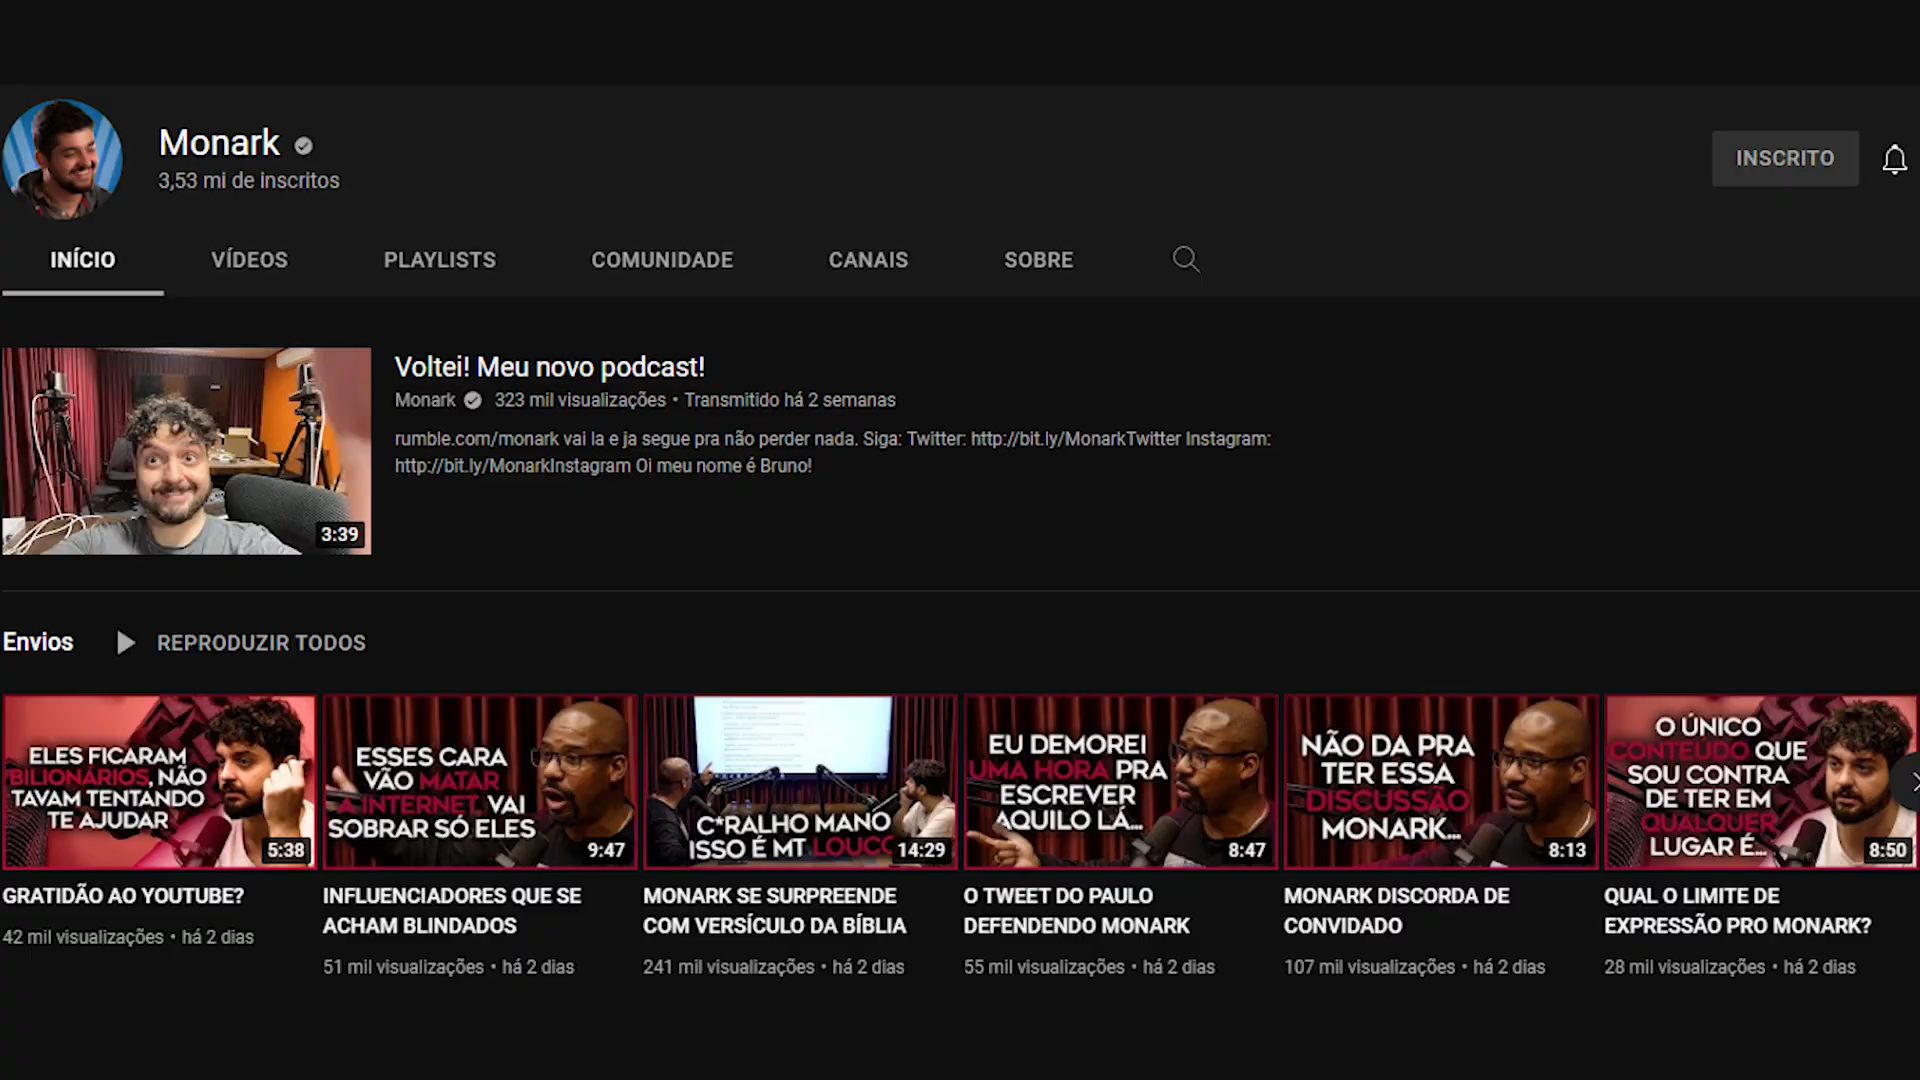 Monark
3,53 mi de inscritos
INSCRITO
INÍCIO
VÍDEOS
PLAYLISTS
COMUNIDADE
CANAIS
SOBRE
Voltei! Meu novo podcast!
Monark 323 mil visualizações • Transmitido há 2 semanas
rumble.com/monark vai la e ja segue pra não perder nada. Siga: Twitter: http://bit.ly/MonarkTwitter Instagram:
http://bit.ly/MonarkInstagram Oi meu nome é Bruno!
3:39
Envios
REPRODUZIR TODOS
ELES FICARAM
BILIONÁRIOS, NÃO
TAVAM TENTANDO
TE AJUDAR
5:38
GRATIDÃO AO YOUTUBE?
42 mil visualizações • há 2 dias
ESSES CARA
VÃO MATAR
A INTERNET, VAI
SOBRAR SÓ ELES
9:47
INFLUENCIADORES QUE SE
ACHAM BLINDADOS
51 mil visualizações • há 2 dias
C*RALHO MANO
ISSO É MT LOUCO
14:29
MONARK SE SURPREENDE
COM VERSÍCULO DA BÍBLIA
241 mil visualizações • há 2 dias
EU DEMOREI
UMA HORA PRA
ESCREVER
AQUILO LÁ...
8:47
O TWEET DO PAULO
DEFENDENDO MONARK
55 mil visualizações • há 2 dias
NÃO DA PRA
TER ESSA
DISCUSSÃO
MONARK...
8:13
MONARK DISCORDA DE
CONVIDADO
107 mil visualizações • há 2 dias
O ÚNICO
CONTEÚDO QUE
SOU CONTRA
DE TER EM
QUALQUER
LUGAR É...
8:50
QUAL O LIMITE DE
EXPRESSÃO PRO MONARK?
28 mil visualizações • há 2 dias